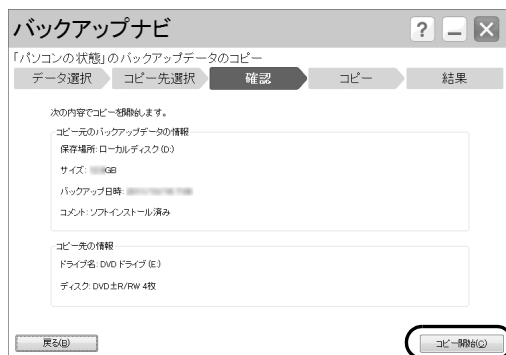 バックアップナビ
?
「パソコンの状態」のバックアップデータのコピー
データ選択 コピー先選択 確認 コピー 結果
次の内容でコピーを開始します。
コピー元のバックアップデータの情報
保存場所: ローカルディスク (D:)
サイズ: GB
バックアップ日時:
コメント: ソフトインストール済み
コピー先の情報
ドライブ名: DVD ドライブ (E:)
ディスク: DVD±R/RW 4枚
戻る(B) コピー開始(C)